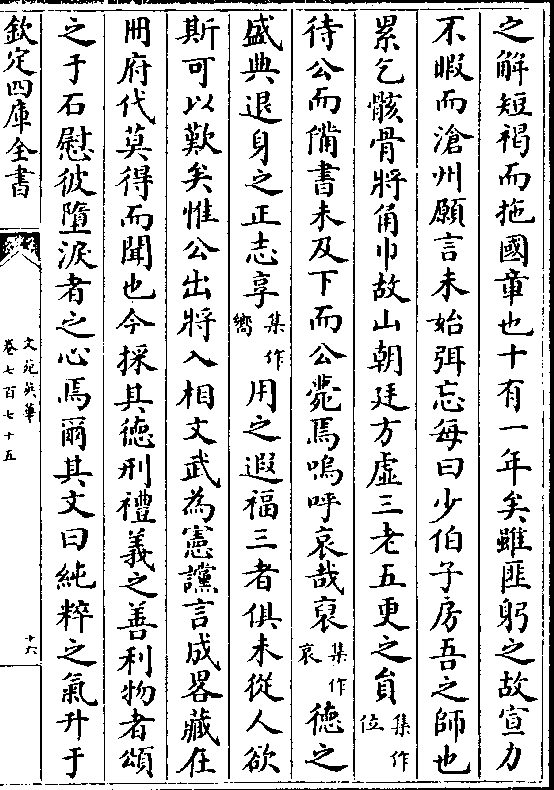 之解短褐而拖國章也十有一年矣雖匪躬之故宣力
不暇而滄州願言未始弭忘每曰少伯子房吾之師也
累乞骸骨將角巾故山朝廷方虛三老五更之負集作位
待公而備書未及下而公薨焉嗚呼哀哉裒集作哀德之
盛典退身之正志享集作嚮用之遐福三者俱未從人欲
斯可以歎矣惟公出將入相文武為憲讜言成畧藏在
冊府代莫得而聞也今採其德刑禮義之善利物者頌
之于石慰彼墮淚者之心焉爾其文曰純粹之氣升于
欽定四庫全書
文苑英華
卷七百七十五
十六